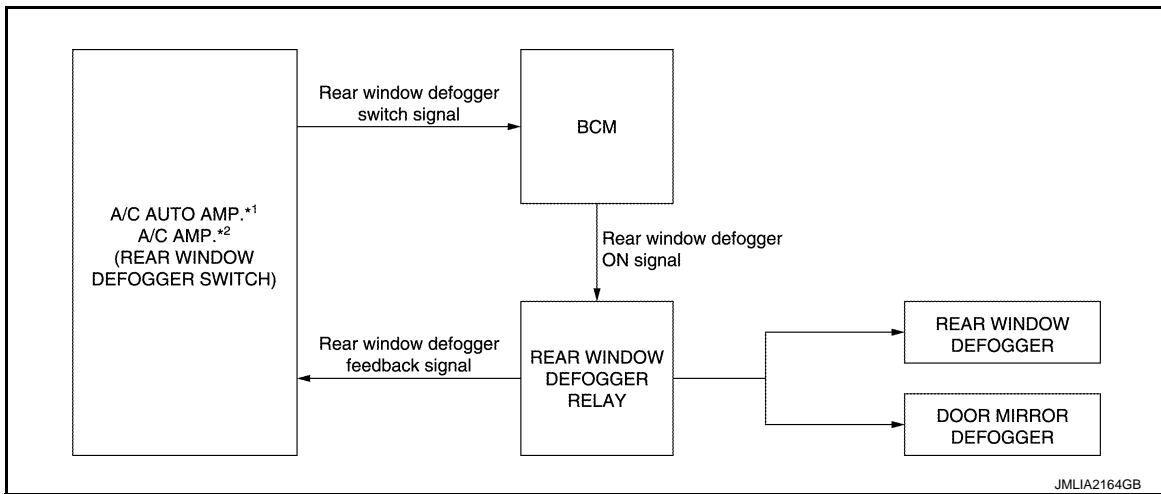 Rear window defogger
switch signal
BCM
A/C AUTO AMP.*1
A/C AMP.*2
(REAR WINDOW
DEFOGGER SWITCH)
Rear window defogger
ON signal
Rear window defogger
feedback signal
REAR WINDOW
DEFOGGER
RELAY
REAR WINDOW
DEFOGGER
DOOR MIRROR
DEFOGGER
JMLIA2164GB